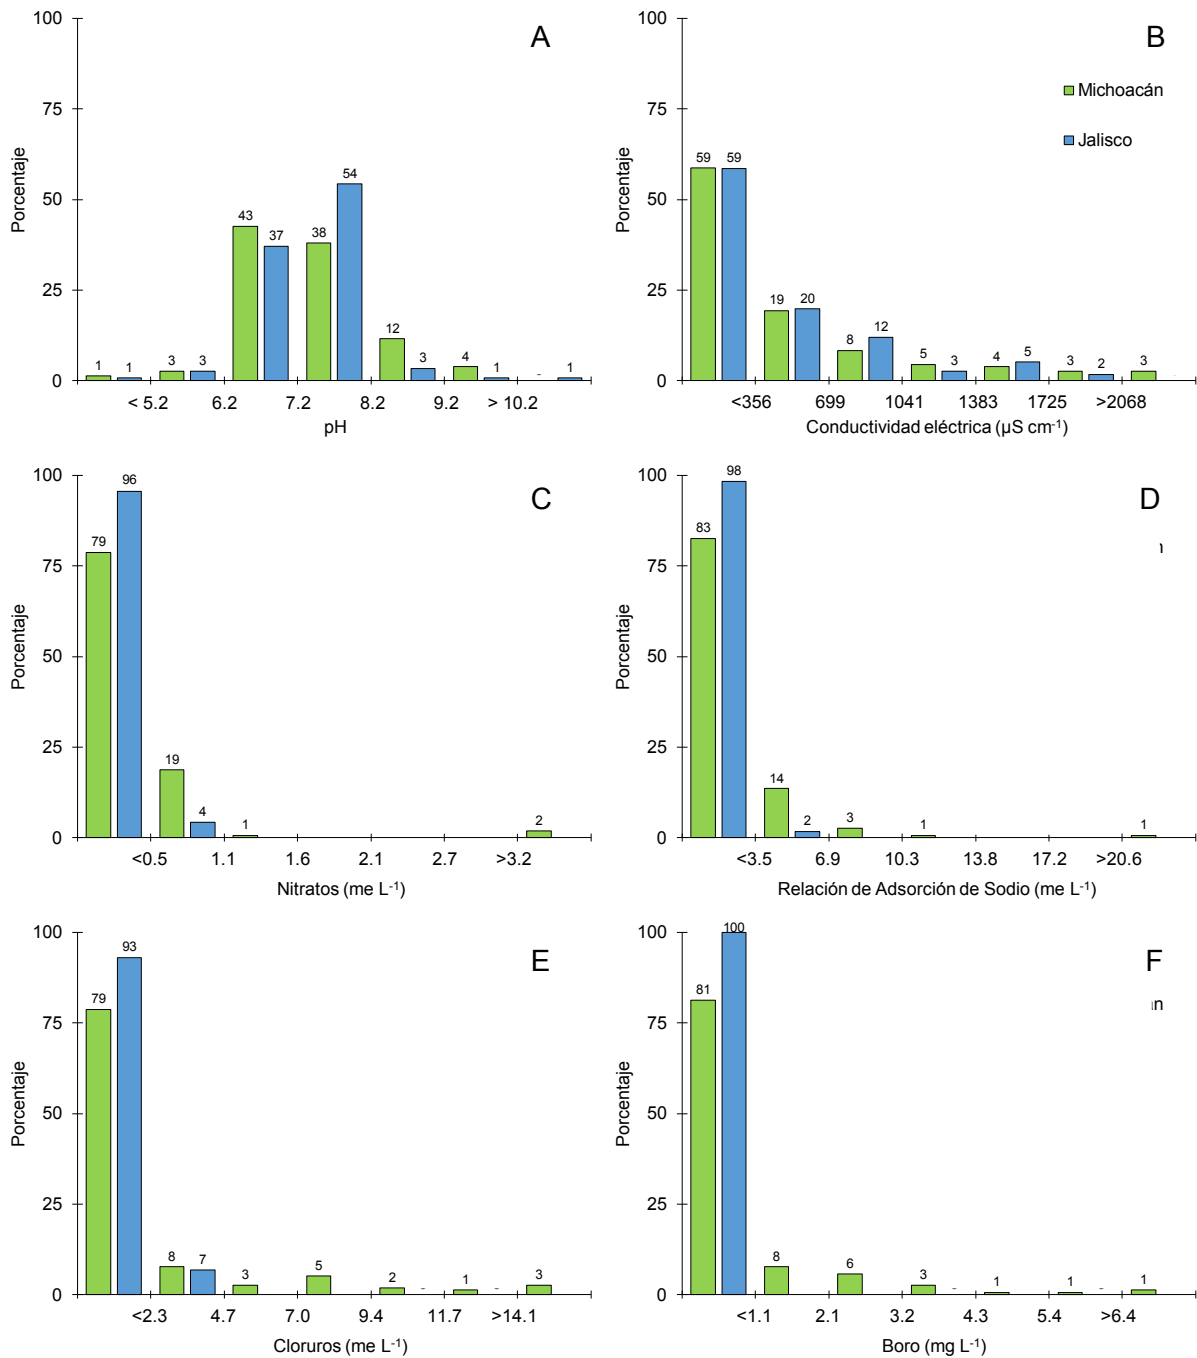 A
100
75
50
25
0
Porcentaje
1 1 3 3 43 37 38 54 12 3 4 1 - 1
< 5.2 6.2 7.2 8.2 9.2 > 10.2
pH
B
Michoacán
Jalisco
100
75
50
25
0
Porcentaje
59 59 19 20 8 12 5 3 4 5 3 2 3
<356 699 1041 1383 1725 >2068
Conductividad eléctrica (µS cm-1)
C
100
75
50
25
0
Porcentaje
79 96 19 4 1 2
<0.5 1.1 1.6 2.1 2.7 >3.2
Nitratos (me L-1)
D
100
75
50
25
0
Porcentaje
83 98 14 2 3 1 1
<3.5 6.9 10.3 13.8 17.2 >20.6
Relación de Adsorción de Sodio (me L-1)
E
100
75
50
25
0
Porcentaje
79 93 8 7 3 5 2 - 1 - 3
<2.3 4.7 7.0 9.4 11.7 >14.1
Cloruros (me L-1)
F
100
75
50
25
0
Porcentaje
81 100 8 6 3 - 1 - 1 - 1
<1.1 2.1 3.2 4.3 5.4 >6.4
Boro (mg L-1)